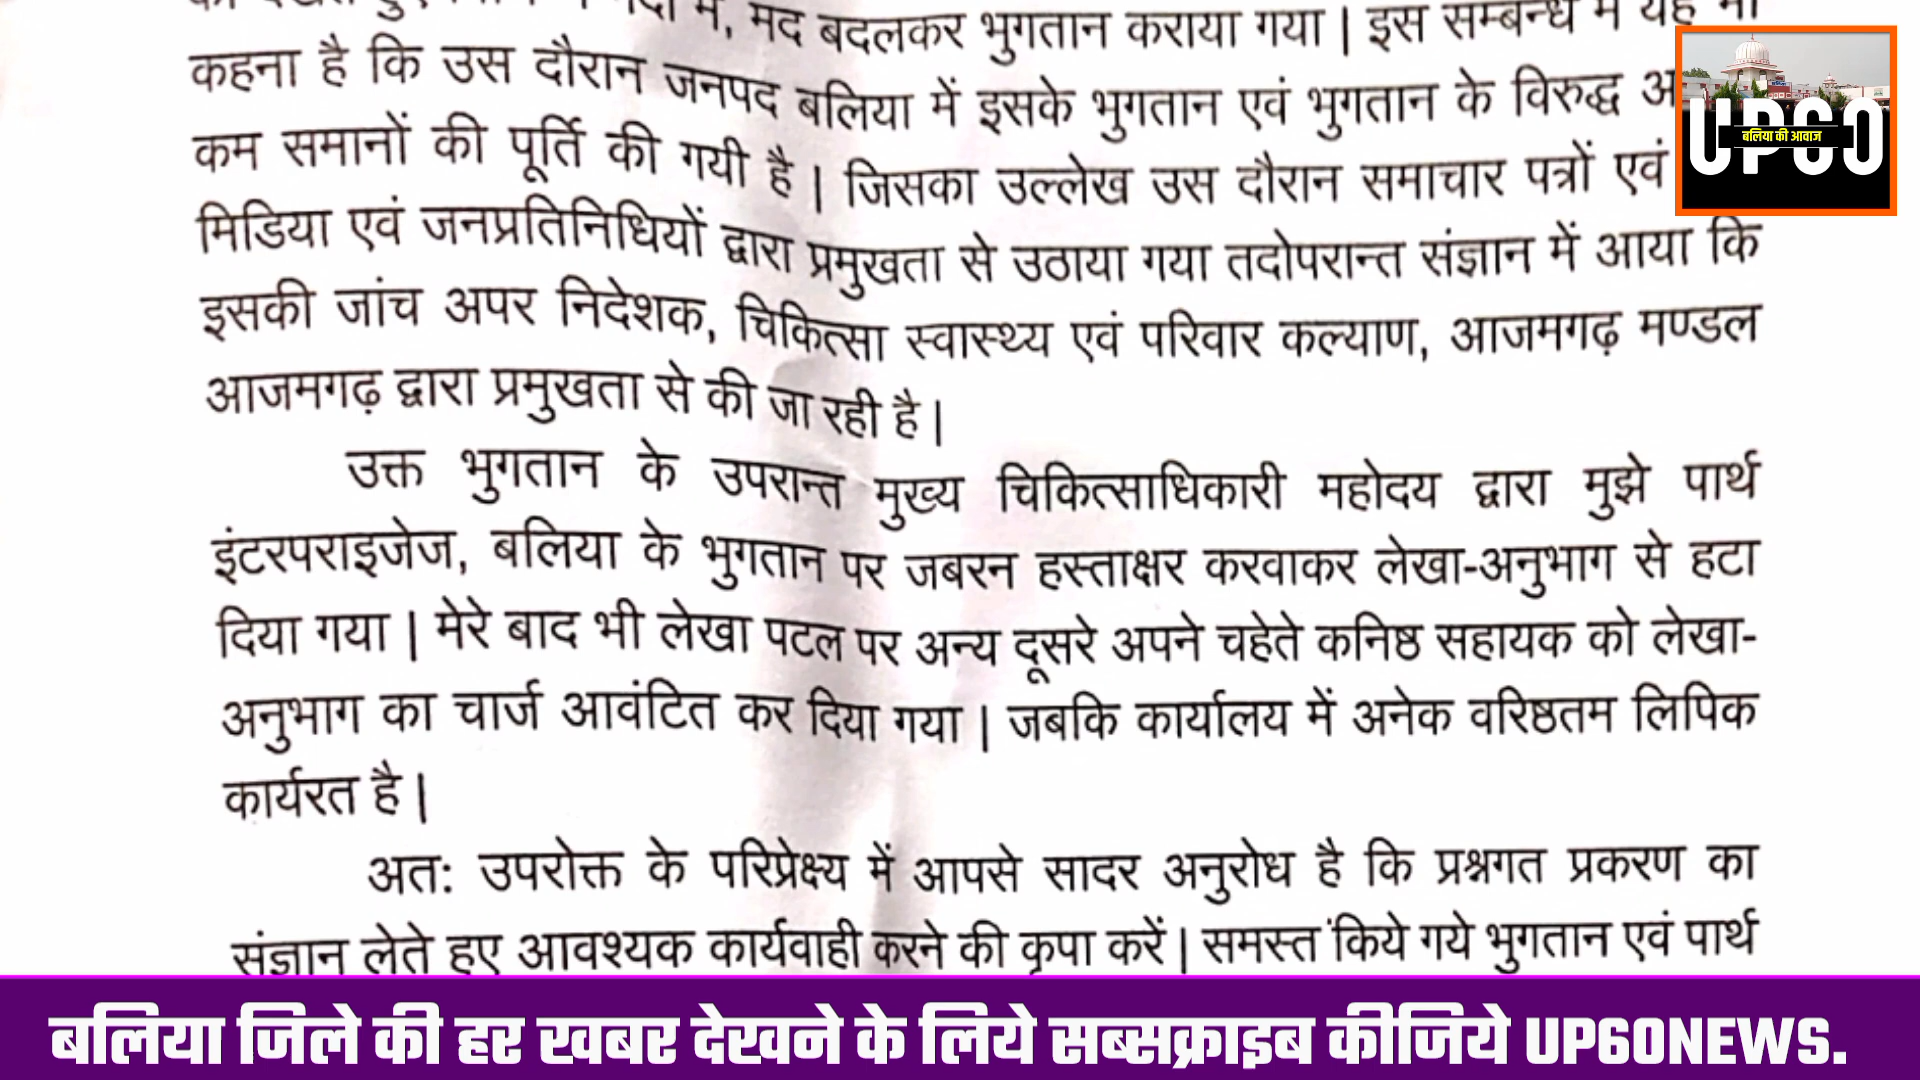 में, मद बदलकर भुगतान कराया गया | इस सम्बन्ध में यह भी
कहना है कि उस दौरान जनपद बलिया में इसके भुगतान एवं भुगतान के विरुद्ध
कम समानों की पूर्ति की गयी है | जिसका उल्लेख उस दौरान समाचार पत्रों एवं
मिडिया एवं जनप्रतिनिधियों द्वारा प्रमुखता से उठाया गया तदोपरान्त संज्ञान में आया कि
इसकी जांच अपर निदेशक, चिकित्सा स्वास्थ्य एवं परिवार कल्याण, आजमगढ़ मण्डल
आजमगढ़ द्वारा प्रमुखता से की जा रही है |
उक्त भुगतान के उपरान्त मुख्य चिकित्साधिकारी महोदय द्वारा मुझे पार्थ
इंटरपराइजेज, बलिया के भुगतान पर जबरन हस्ताक्षर करवाकर लेखा-अनुभाग से हटा
दिया गया | मेरे बाद भी लेखा पटल पर अन्य दूसरे अपने चहेते कनिष्ठ सहायक को लेखा-
अनुभाग का चार्ज आवंटित कर दिया गया | जबकि कार्यालय में अनेक वरिष्ठतम लिपिक
कार्यरत है |
अत: उपरोक्त के परिप्रेक्ष्य में आपसे सादर अनुरोध है कि प्रश्नगत प्रकरण का
संज्ञान लेते हुए आवश्यक कार्यवाही करने की कृपा करें | समस्त किये गये भुगतान एवं पार्थ
UP60
बलिया की आवाज
बलिया जिले की हर खबर देखने के लिये सब्सक्राइब कीजिये UP60NEWS.